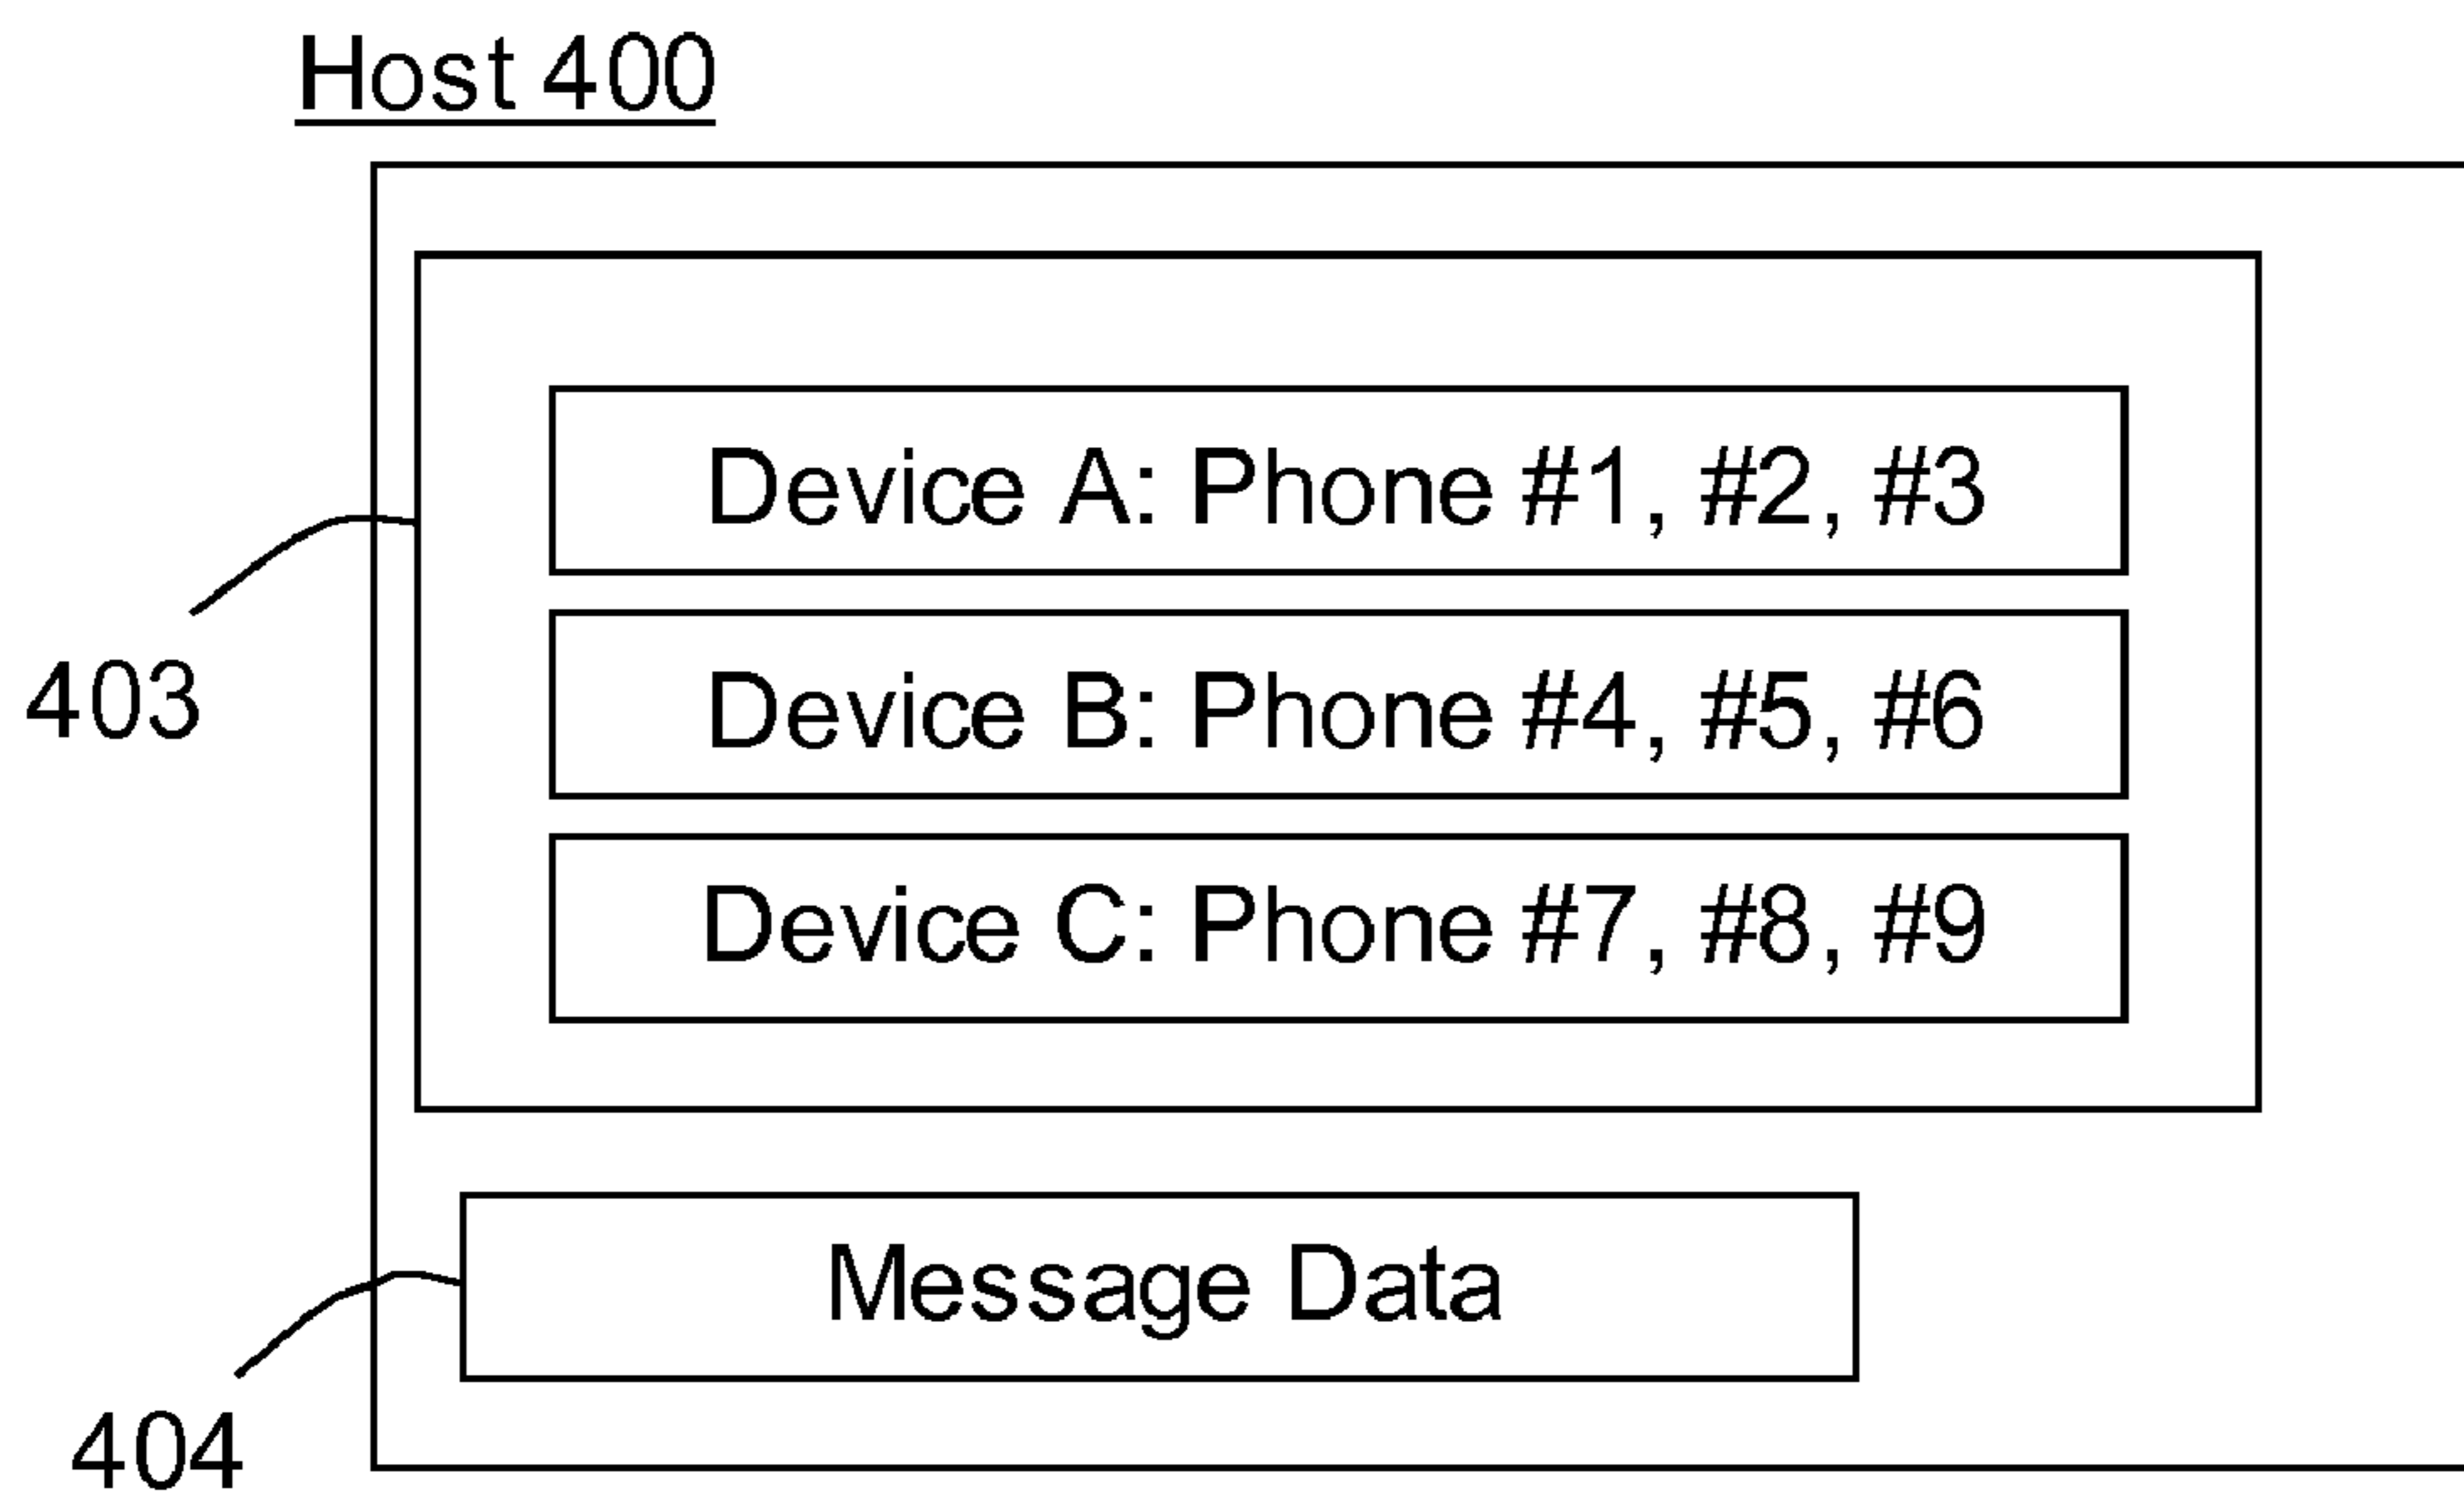 Host 400
Device A: Phone #1, #2, #3
Device B: Phone #4, #5, #6
403
Device C: Phone #7, #8, #9
Message Data
404